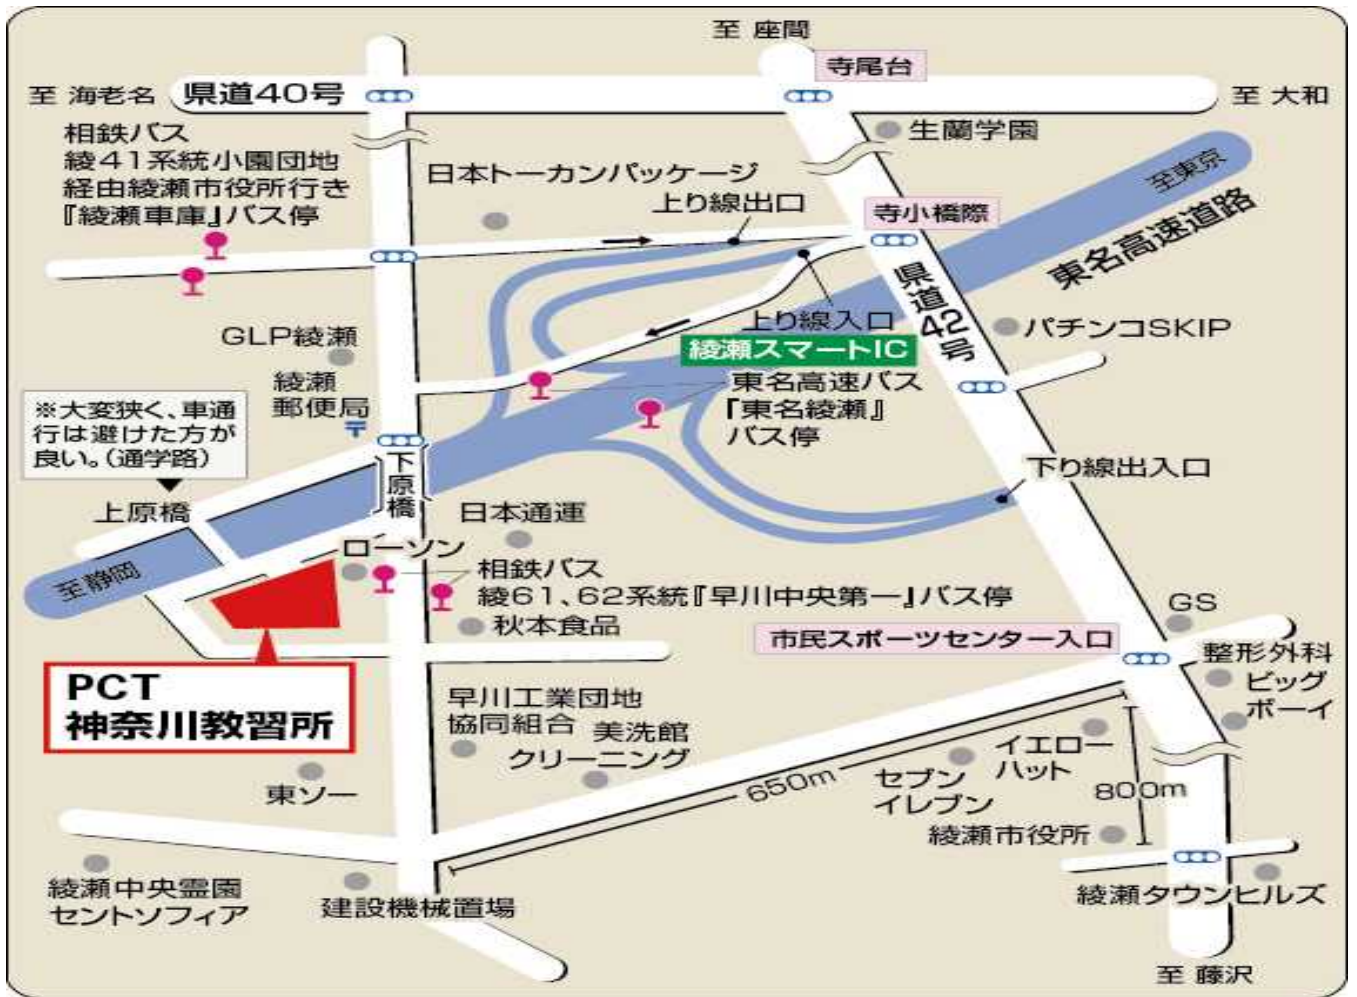 至 座間
寺尾台
至 海老名
県道40号
至 大和
相鉄バス
綾41系統小園団地
経由綾瀬市役所行き
『綾瀬車庫』バス停
生蘭学園
日本トーカンパッケージ
至東京
上り線出口
寺小橋際
東名高速道路
県道42号
GLP綾瀬
上り線入口
パチンコSKIP
綾瀬スマートIC
綾瀬
郵便局
〒
東名高速バス
『東名綾瀬』
バス停
※大変狭く、車通
行は避けた方が
良い。(通学路)
下原橋
下り線出入口
上原橋
日本通運
ローソン
至静岡
相鉄バス
綾61、62系統『早川中央第一』バス停
GS
秋本食品
市民スポーツセンター入口
整形外科
PCT
神奈川教習所
早川工業団地
協同組合
ビッグ
ボーイ
美洗館
クリーニング
イエロー
ハット
東ソー
650m
セブン
イレブン
800m
綾瀬市役所
綾瀬中央霊園
セントソフィア
建設機械置場
綾瀬タウンヒルズ
至 藤沢